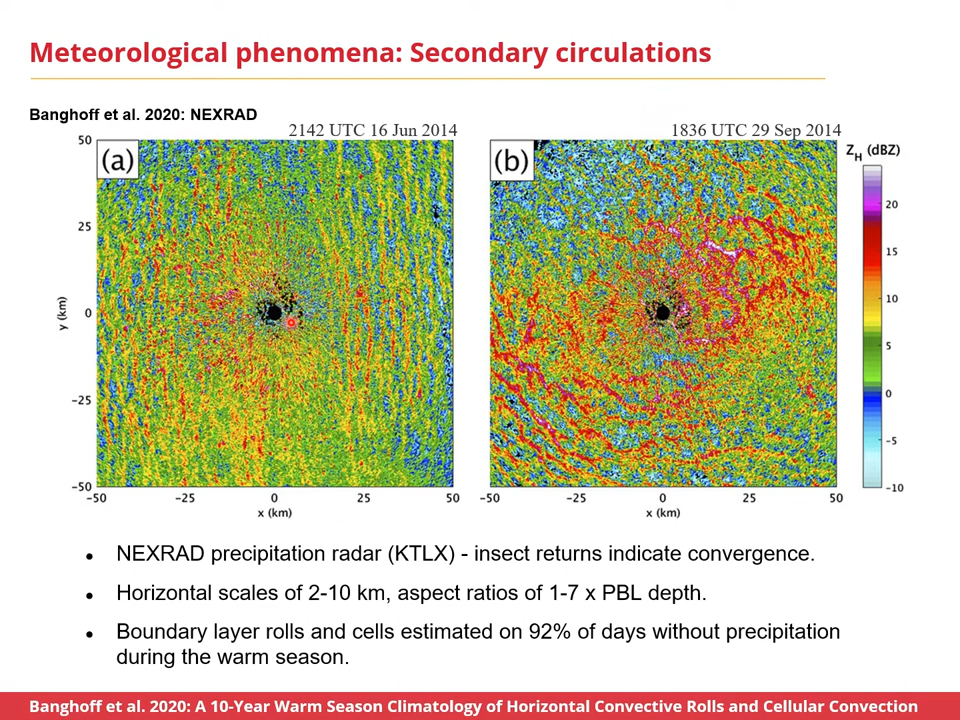 Meteorological phenomena: Secondary circulations
Banghoff et al. 2020: NEXRAD
2142 UTC 16 Jun 2014
1836 UTC 29 Sep 2014
(a)
(b)
Z_H (dBZ)
50
25
0
−25
−50
y (km)
−50 −25 0 25 50
x (km)
−50 −25 0 25 50
x (km)
20
15
10
5
0
−5
−10
• NEXRAD precipitation radar (KTLX) - insect returns indicate convergence.
• Horizontal scales of 2-10 km, aspect ratios of 1-7 x PBL depth.
• Boundary layer rolls and cells estimated on 92% of days without precipitation
during the warm season.
Banghoff et al. 2020: A 10-Year Warm Season Climatology of Horizontal Convective Rolls and Cellular Convection